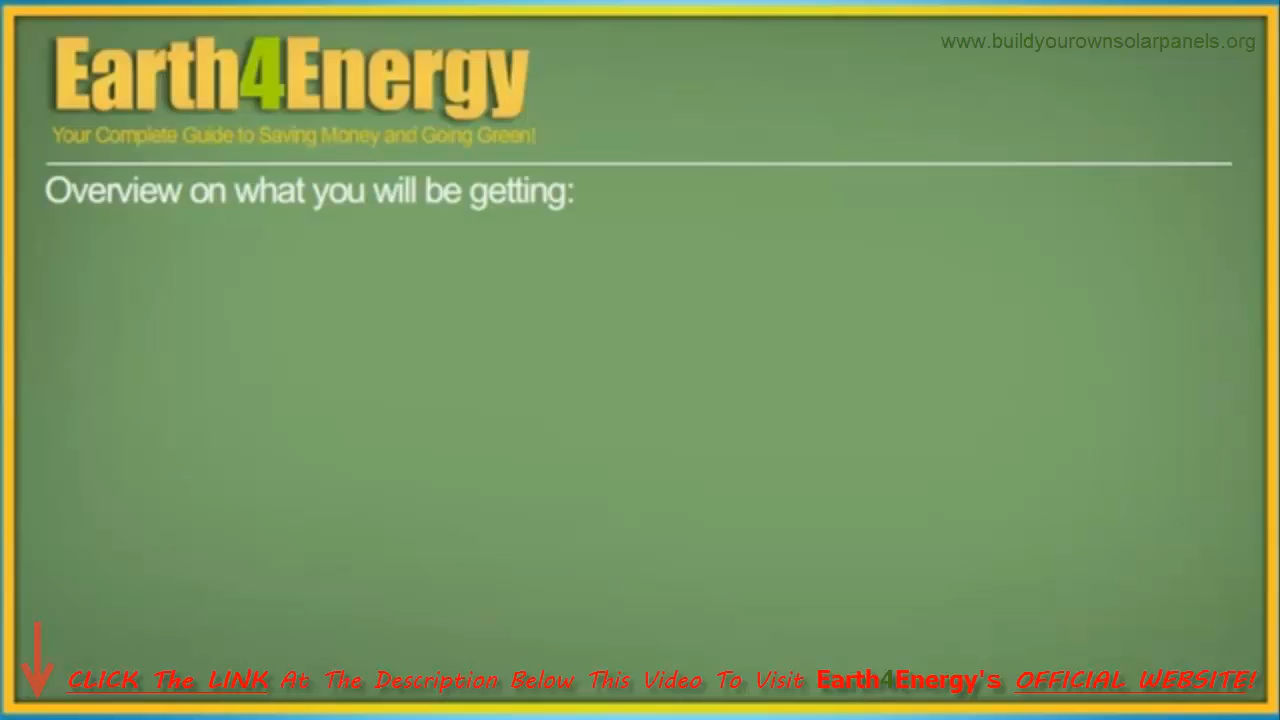 Earth4Energy
www.buildyourownsolarpanels.org
Your Complete Guide to Saving Money and Going Green!
Overview on what you will be getting:
CLICK The LINK At The Description Below This Video To Visit Earth4Energy's OFFICIAL WEBSITE!